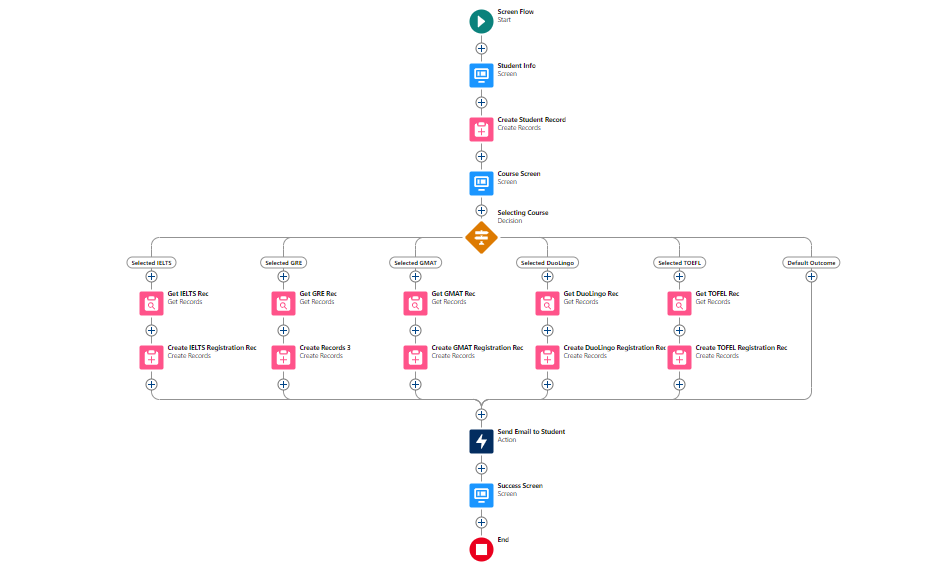 Screen Flow
Start
Student Info
Screen
Create Student Record
Create Records
Course Screen
Screen
Selecting Course
Decision
Selected IELTS
Selected GRE
Selected GMAT
Selected DuoLingo
Selected TOEFL
Default Outcome
Get IELTS Rec
Get Records
Get GRE Rec
Get Records
Get GMAT Rec
Get Records
Get DuoLingo Rec
Get Records
Get TOFEL Rec
Get Records
Create IELTS Registration Rec
Create Records
Create Records 3
Create Records
Create GMAT Registration Rec
Create Records
Create DuoLingo Registration Rec
Create Records
Create TOFEL Registration Rec
Create Records
Send Email to Student
Action
Success Screen
Screen
End